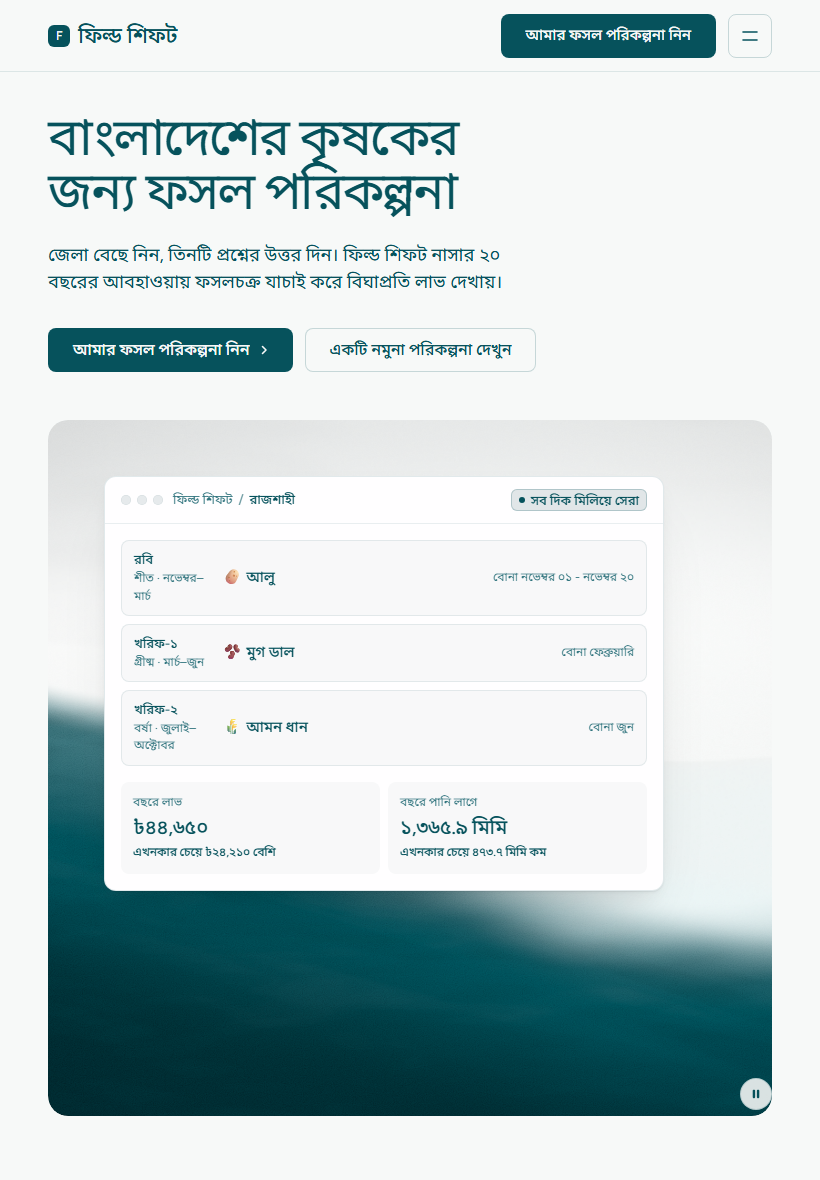 F ফিল্ড শিফট
আমার ফসল পরিকল্পনা নিন
বাংলাদেশের কৃষকের
জন্য ফসল পরিকল্পনা
জেলা বেছে নিন, তিনটি প্রশ্নের উত্তর দিন। ফিল্ড শিফট নাসার ২০
বছরের আবহাওয়ায় ফসলচক্র যাচাই করে বিঘাপ্রতি লাভ দেখায়।
আমার ফসল পরিকল্পনা নিন
একটি নমুনা পরিকল্পনা দেখুন
ফিল্ড শিফট / রাজশাহী
সব দিক মিলিয়ে সেরা
রবি
শীত · নভেম্বর–
মার্চ
আলু
বোনা নভেম্বর ০১ - নভেম্বর ২০
খরিফ-১
গ্রীষ্ম · মার্চ–জুন
মুগ ডাল
বোনা ফেব্রুয়ারি
খরিফ-২
বর্ষা · জুলাই–
অক্টোবর
আমন ধান
বোনা জুন
বছরে লাভ
৳৪৪,৬৫০
এখনকার চেয়ে ৳২৪,২১০ বেশি
বছরে পানি লাগে
১,৩৬৫.৯ মিমি
এখনকার চেয়ে ৪৭৩.৭ মিমি কম